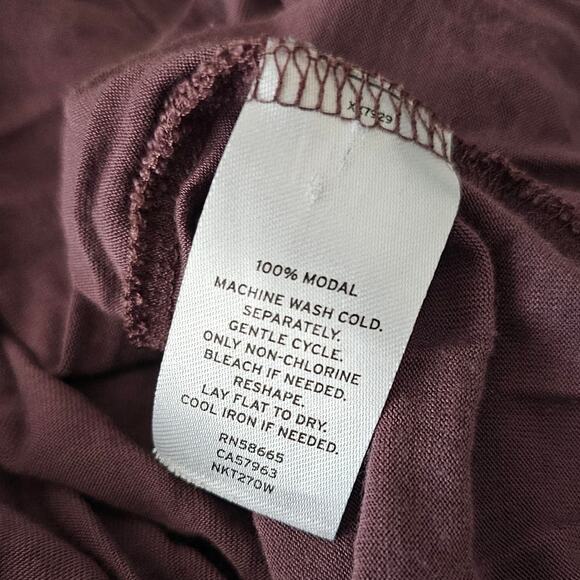 100% MODAL
MACHINE WASH COLD.
SEPARATELY.
GENTLE CYCLE.
ONLY NON-CHLORINE
BLEACH IF NEEDED.
RESHAPE.
LAY FLAT TO DRY.
COOL IRON IF NEEDED.
RN58665
CA57963
NKT270W